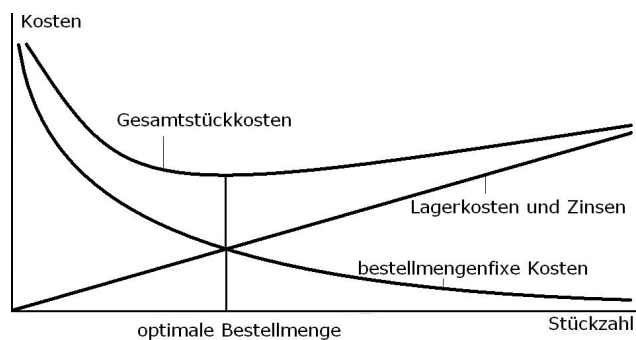 Kosten
Gesamtstückkosten
Lagerkosten und Zinsen
bestellmengenfixe Kosten
Stückzahl
optimale Bestellmenge